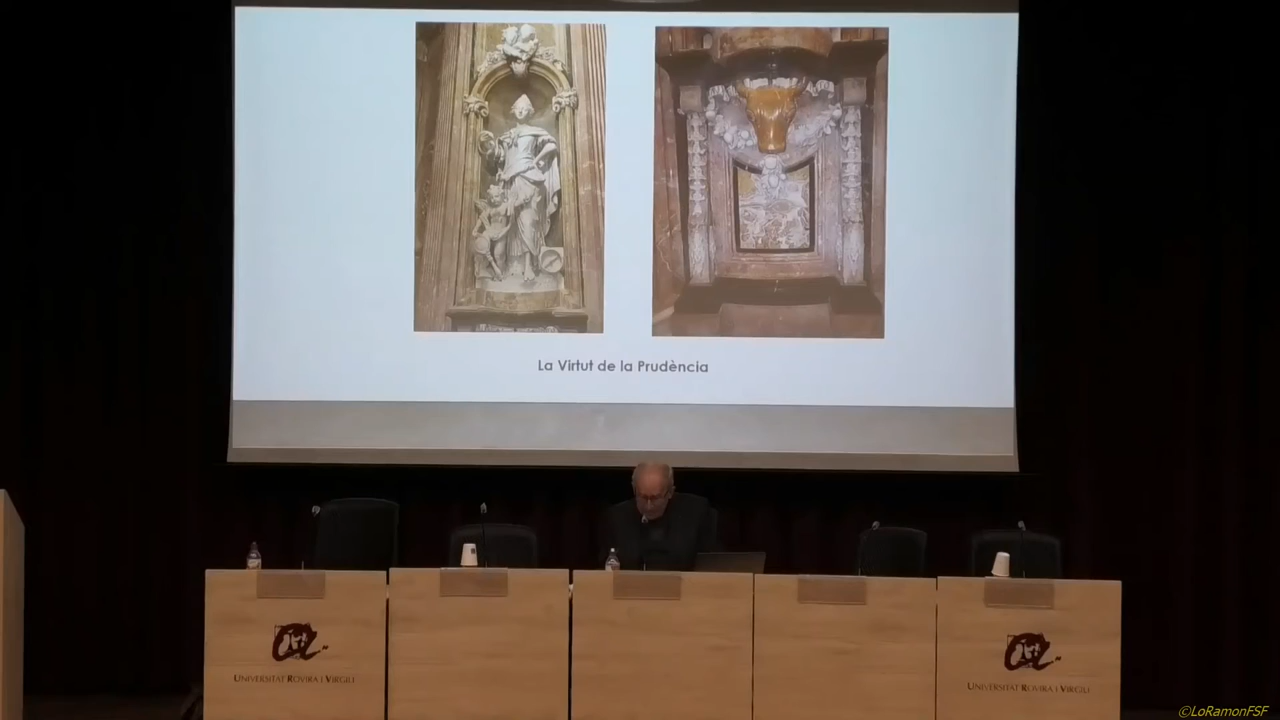 La Virtut de la Prudència
UNIVERSITAT ROVIRA I VIRGILI
UNIVERSITAT ROVIRA I VIRGILI
©LoRamonFSF